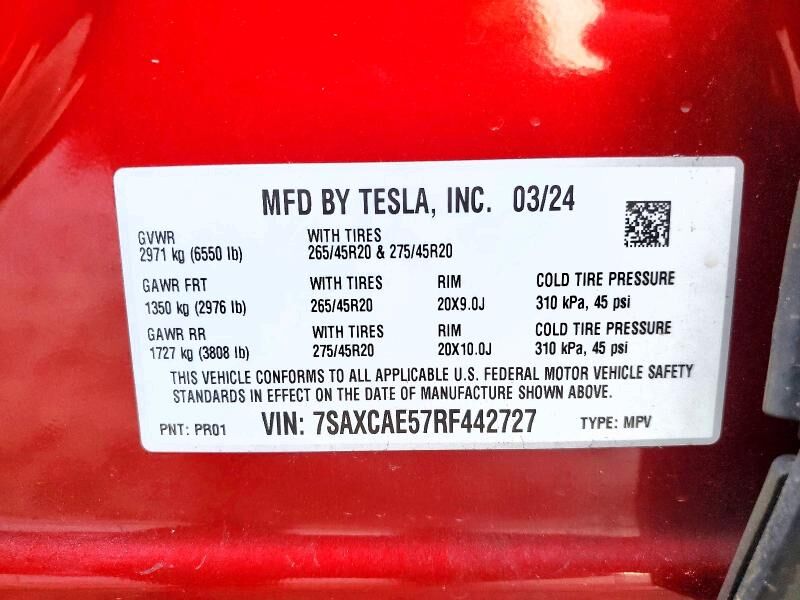 MFD BY TESLA, INC. 03/24
GVWR WITH TIRES
2971 kg (6550 lb) 265/45R20 & 275/45R20
GAWR FRT WITH TIRES RIM COLD TIRE PRESSURE
1350 kg (2976 lb) 265/45R20 20X9.0J 310 kPa, 45 psi
GAWR RR WITH TIRES RIM COLD TIRE PRESSURE
1727 kg (3808 lb) 275/45R20 20X10.0J 310 kPa, 45 psi
THIS VEHICLE CONFORMS TO ALL APPLICABLE U.S. FEDERAL MOTOR VEHICLE SAFETY
STANDARDS IN EFFECT ON THE DATE OF MANUFACTURE SHOWN ABOVE.
PNT: PR01 VIN: 7SAXCAE57RF442727 TYPE: MPV